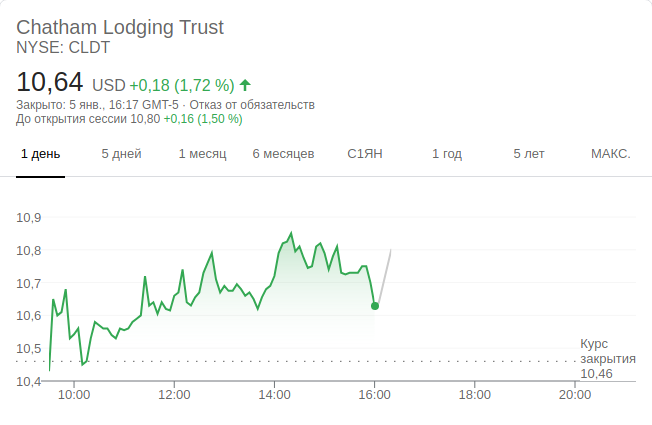 Chatham Lodging Trust
NYSE: CLDT
10,64 USD +0,18 (1,72 %)
Закрыто: 5 янв., 16:17 GMT-5 · Отказ от обязательств
До открытия сессии 10,80 +0,16 (1,50 %)
1 день 5 дней 1 месяц 6 месяцев С1ЯН 1 год 5 лет МАКС.
10,9
10,8
10,7
10,6
10,5
10,4
Курс
закрытия
10,46
10:00 12:00 14:00 16:00 18:00 20:00